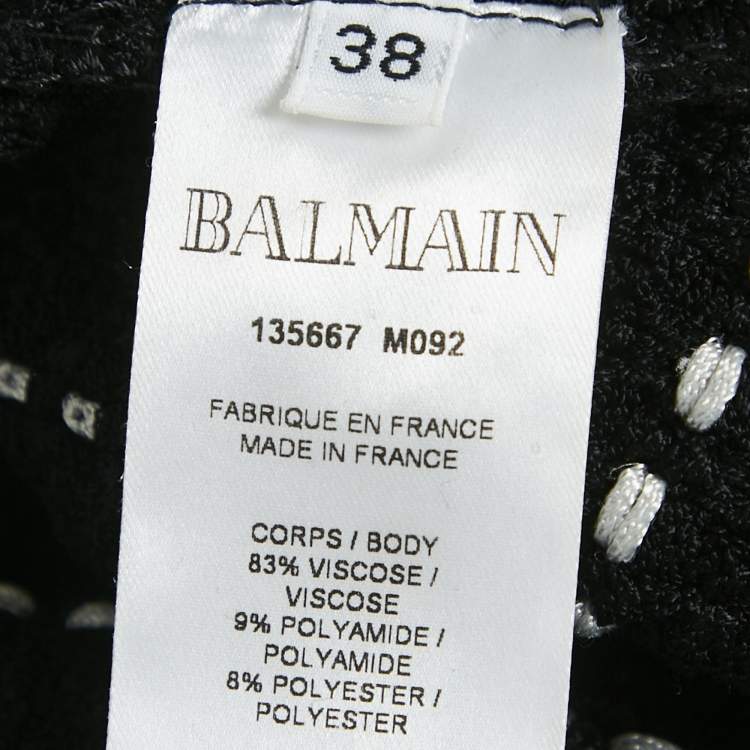 38
BALMAIN
135667 M092
FABRIQUE EN FRANCE
MADE IN FRANCE
CORPS / BODY
83% VISCOSE /
VISCOSE
9% POLYAMIDE /
POLYAMIDE
8% POLYESTER /
POLYESTER